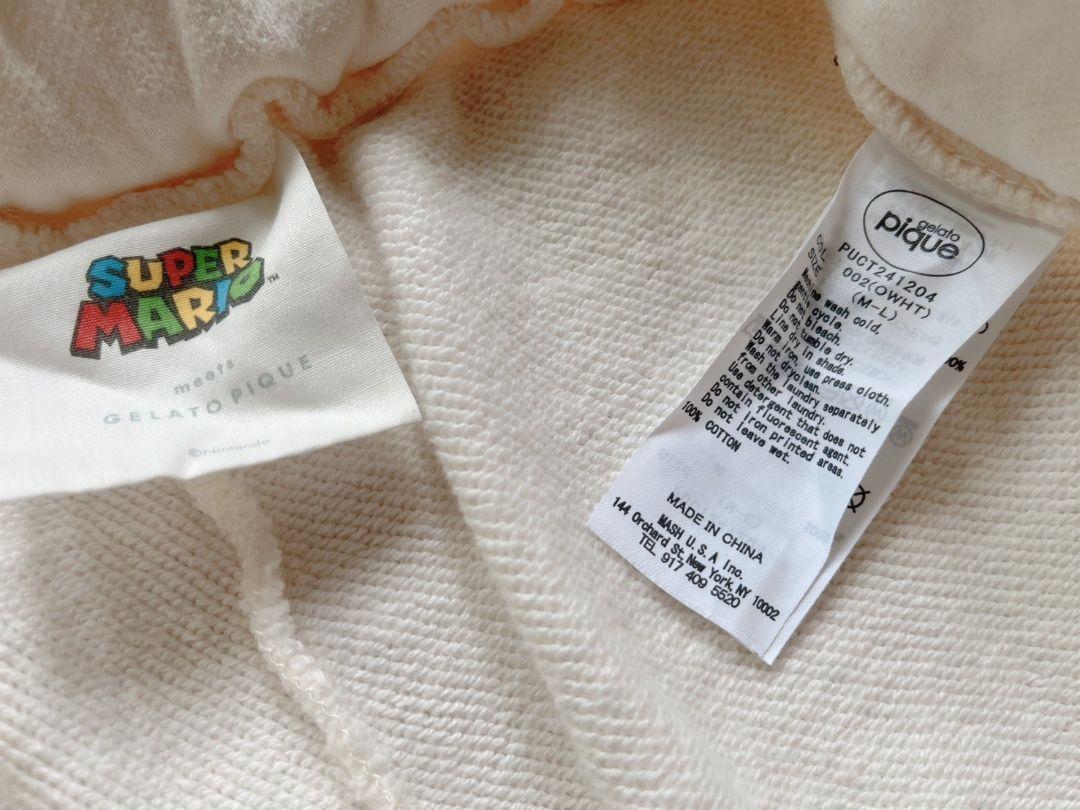 SUPER
MARIO™
meets
GELATO PIQUE
©Nintendo
gelato
pique
PUCT241204
COL 002(OWHT)
SIZE (M-L)
Machine wash cold,
gentle cycle.
Do not bleach.
Do not tumble dry.
Line dry in shade.
Warm iron, use press cloth.
Do not dryclean.
Wash the laundry separately
from other laundry.
Use detergent that does not
contain fluorescent agent.
Do not iron printed areas.
Do not leave wet.
100% COTTON
MADE IN CHINA
MASH U.S.A Inc.
144 Orchard St, New York, NY 10002
TEL 917 409 5520